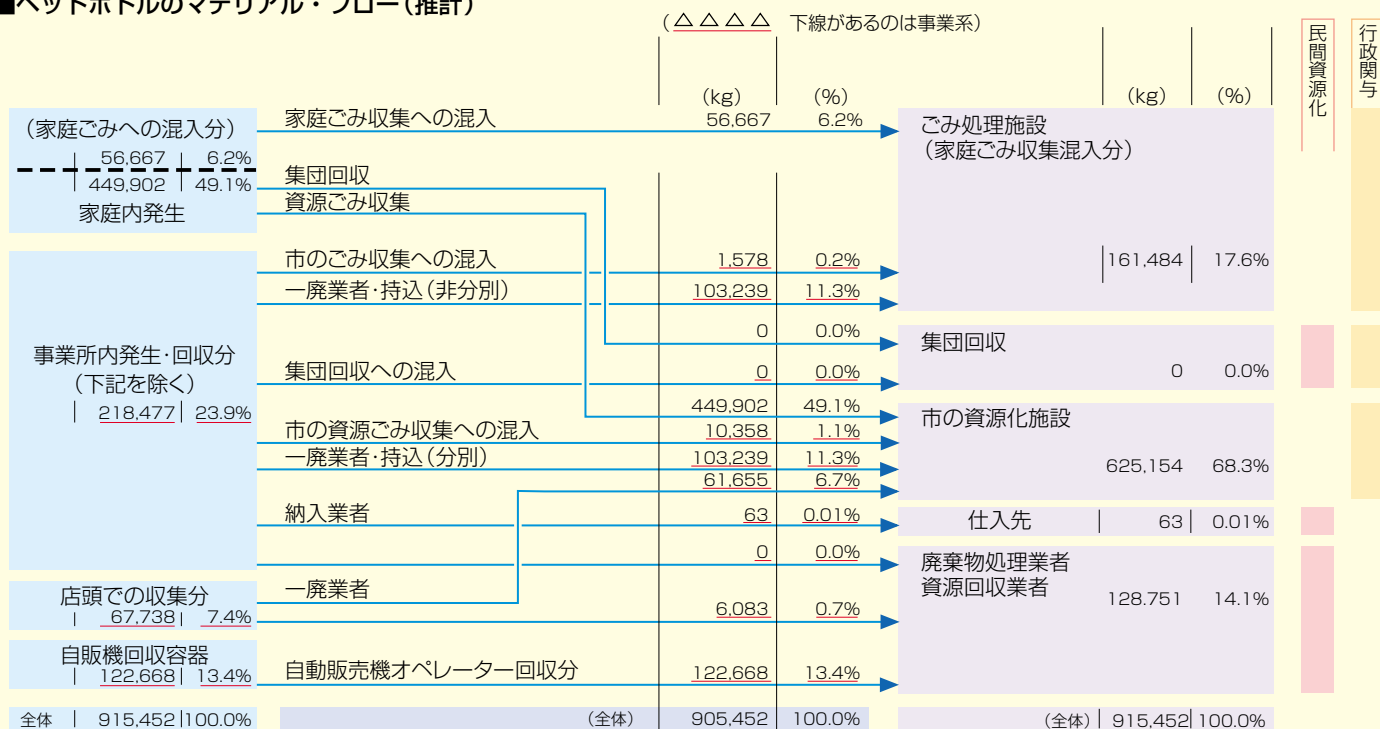 ■ペットボトルのマテリアル・フロー(推計)
(△△△△ 下線があるのは事業系)
民間資源化
行政関与
(kg) (%) (kg) (%)
(家庭ごみへの混入分)
56,667 6.2%
449,902 49.1%
家庭内発生
家庭ごみ収集への混入 56,667 6.2%
集団回収
資源ごみ収集
ごみ処理施設
(家庭ごみ収集混入分)
161,484 17.6%
事業所内発生・回収分
(下記を除く)
218,477 23.9%
市のごみ収集への混入 1,578 0.2%
一廃業者・持込(非分別) 103,239 11.3%
0 0.0%
集団回収への混入 0 0.0%
集団回収
0 0.0%
449,902 49.1%
市の資源ごみ収集への混入 10,358 1.1%
一廃業者・持込(分別) 103,239 11.3%
61,655 6.7%
市の資源化施設
625,154 68.3%
納入業者 63 0.01%
仕入先 63 0.01%
0 0.0%
店頭での収集分
67,738 7.4%
一廃業者
6,083 0.7%
廃棄物処理業者
資源回収業者
128.751 14.1%
自販機回収容器
122,668 13.4%
自動販売機オペレーター回収分 122,668 13.4%
全体 915,452 100.0%
(全体) 905,452 100.0%
(全体) 915,452 100.0%